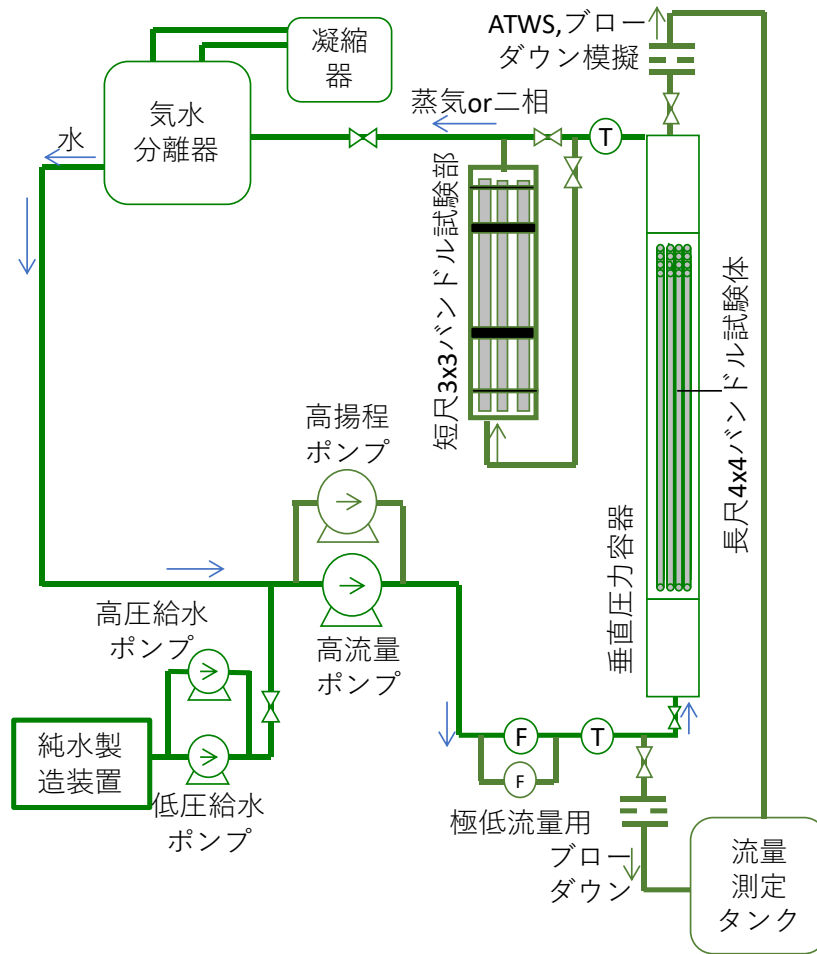 ATWS,ブロー
ダウン模擬
凝縮
器
気水
分離器
蒸気or二相
水
T
短尺3x3バンドル試験部
長尺4x4バンドル試験体
垂直圧力容器
高揚程
ポンプ
高流量
ポンプ
高圧給水
ポンプ
純水製
造装置
低圧給水
ポンプ
F
T
F
極低流量用
ブロー
ダウン
流量
測定
タンク